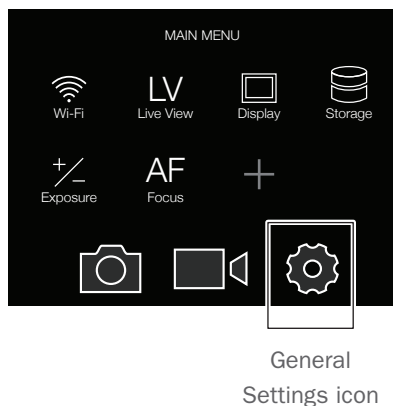 MAIN MENU
LV
Wi-Fi
Live View
Display
Storage
+/-
AF
Exposure
Focus
+
General
Settings icon